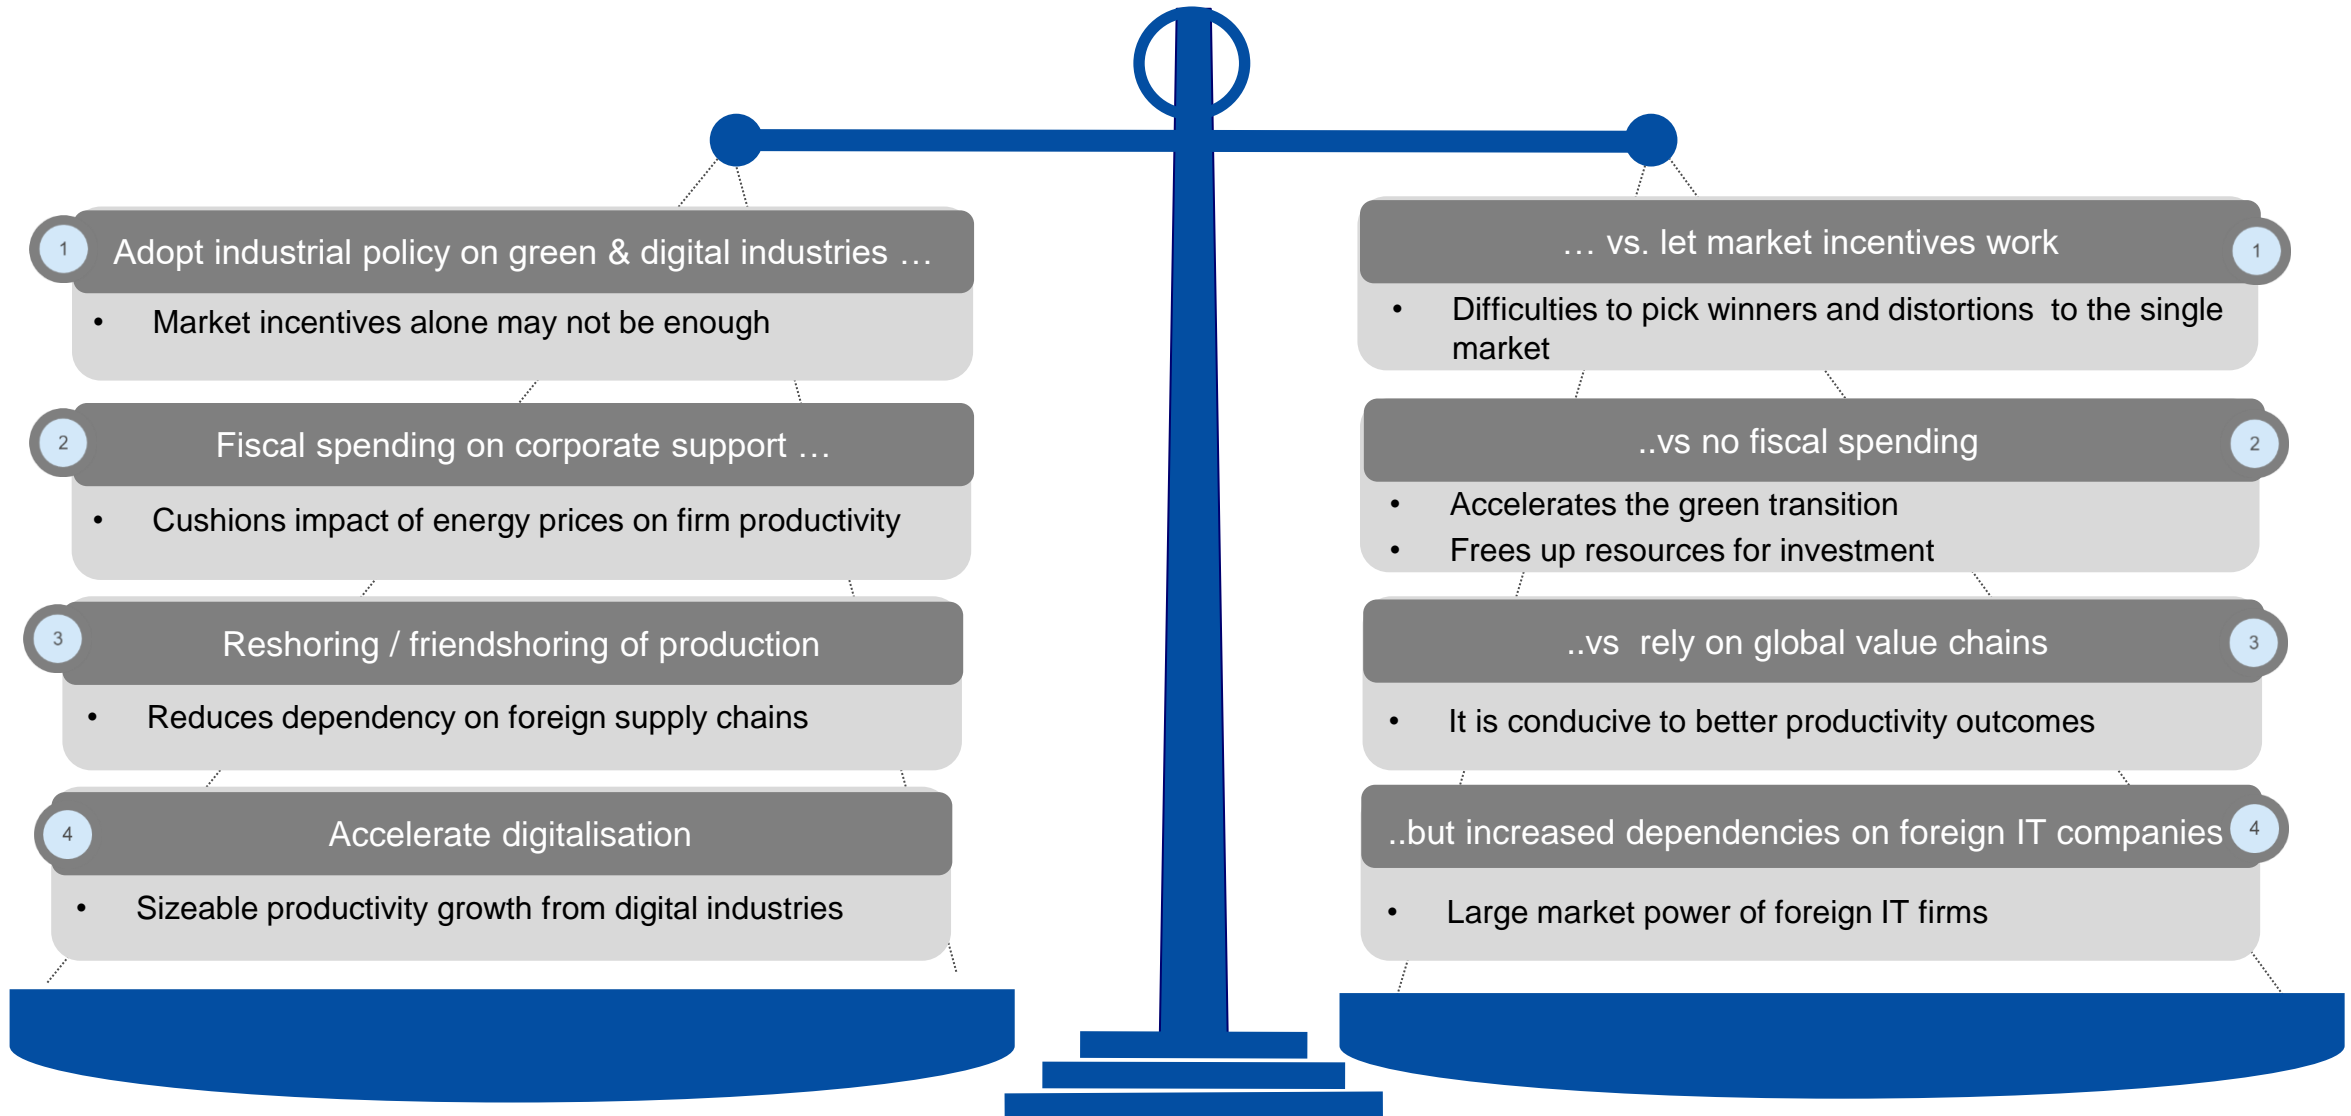 1
Adopt industrial policy on green & digital industries …
• Market incentives alone may not be enough
2
Fiscal spending on corporate support …
• Cushions impact of energy prices on firm productivity
3
Reshoring / friendshoring of production
• Reduces dependency on foreign supply chains
4
Accelerate digitalisation
• Sizeable productivity growth from digital industries
… vs. let market incentives work
1
• Difficulties to pick winners and distortions  to the single
market
..vs no fiscal spending
2
• Accelerates the green transition
• Frees up resources for investment
..vs  rely on global value chains
3
• It is conducive to better productivity outcomes
..but increased dependencies on foreign IT companies
4
• Large market power of foreign IT firms